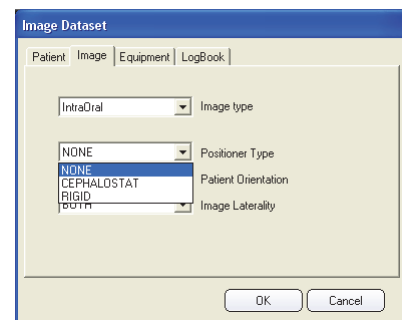 Image Dataset
Patient Image Equipment LogBook
IntraOral Image type
NONE Positioner Type
NONE
CEPHALOSTAT Patient Orientation
RIGID
BOTH Image Laterality
OK Cancel